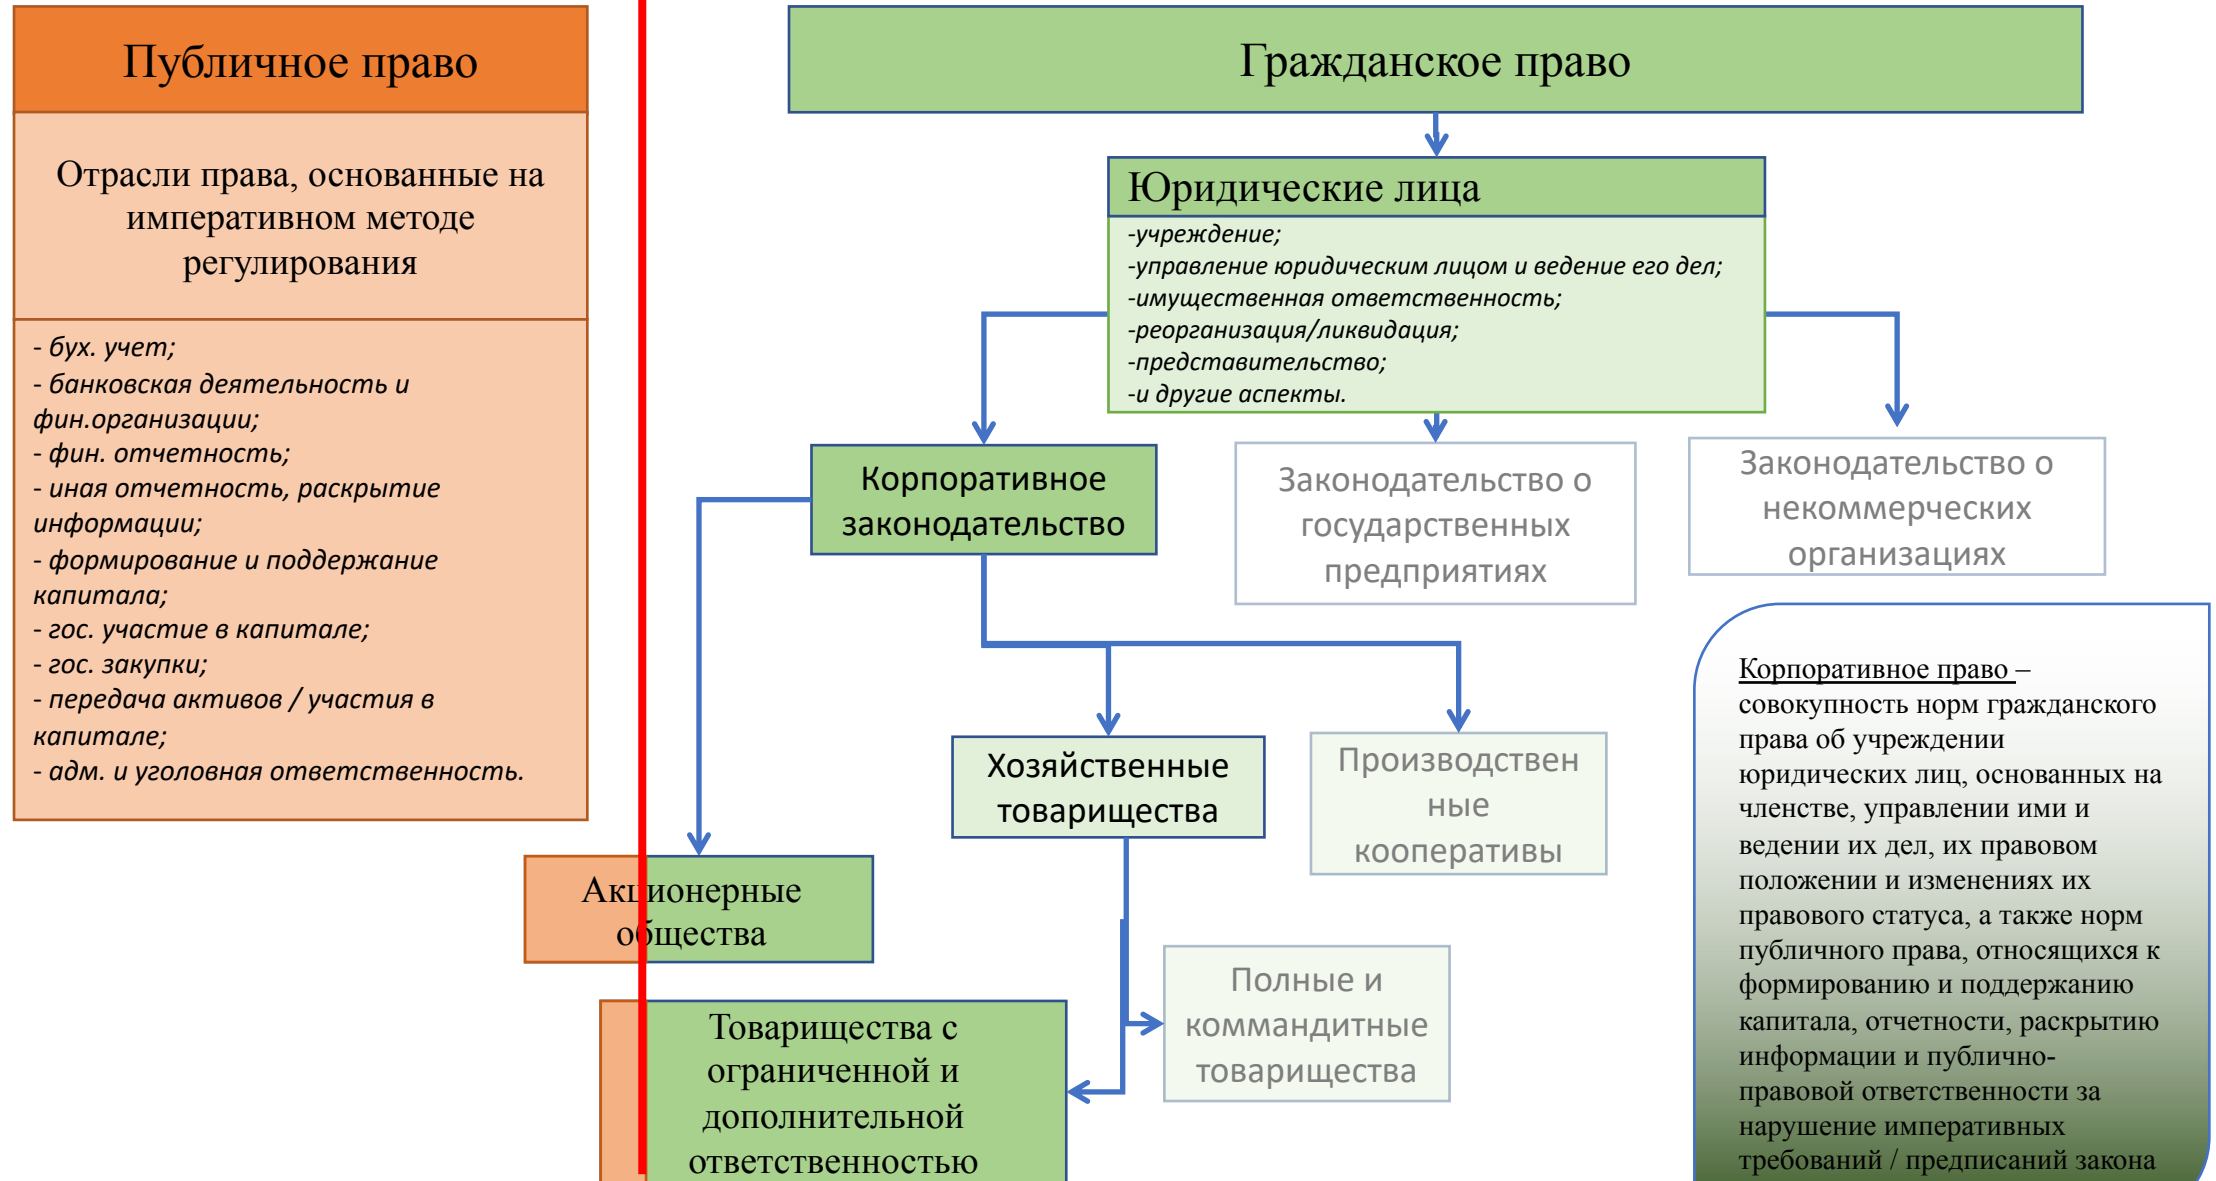 Публичное право
Отрасли права, основанные на
императивном методе
регулирования
- бух. учет;
- банковская деятельность и
фин.организации;
- фин. отчетность;
- иная отчетность, раскрытие
информации;
- формирование и поддержание
капитала;
- гос. участие в капитале;
- гос. закупки;
- передача активов / участия в
капитале;
- адм. и уголовная ответственность.
Гражданское право
Юридические лица
-учреждение;
-управление юридическим лицом и ведение его дел;
-имущественная ответственность;
-реорганизация/ликвидация;
-представительство;
-и другие аспекты.
Корпоративное
законодательство
Законодательство о
государственных
предприятиях
Законодательство о
некоммерческих
организациях
Хозяйственные
товарищества
Производствен
ные
кооперативы
Акционерные
общества
Полные и
коммандитные
товарищества
Товарищества с
ограниченной и
дополнительной
ответственностью
Корпоративное право –
совокупность норм гражданского
права об учреждении
юридических лиц, основанных на
членстве, управлении ими и
ведении их дел, их правовом
положении и изменениях их
правового статуса, а также норм
публичного права, относящихся к
формированию и поддержанию
капитала, отчетности, раскрытию
информации и публично-
правовой ответственности за
нарушение императивных
требований / предписаний закона